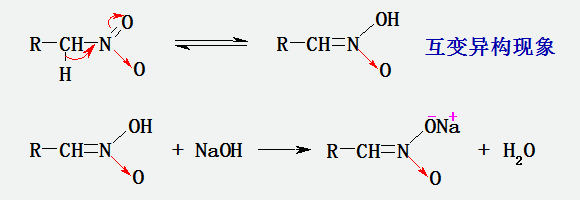 R—CH—N=O ⇌ R—CH=N OH 互变异构现象
H O O
R—CH=N OH + NaOH ⟶ R—CH=N ONa + H₂O
O − + O